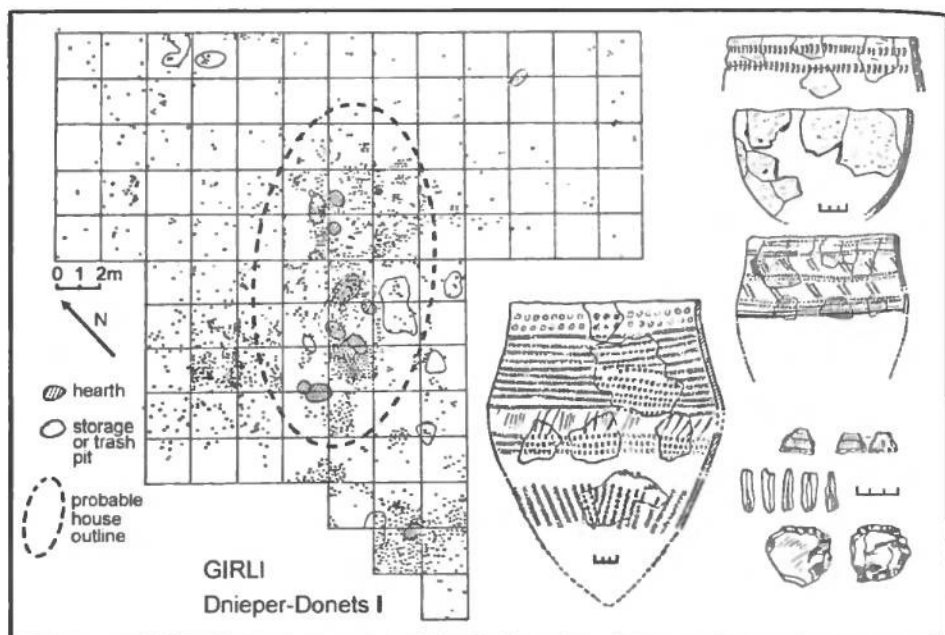 0 1 2m
N
hearth
storage
or trash
pit
probable
house
outline
GIRLI
Dnieper-Donets I